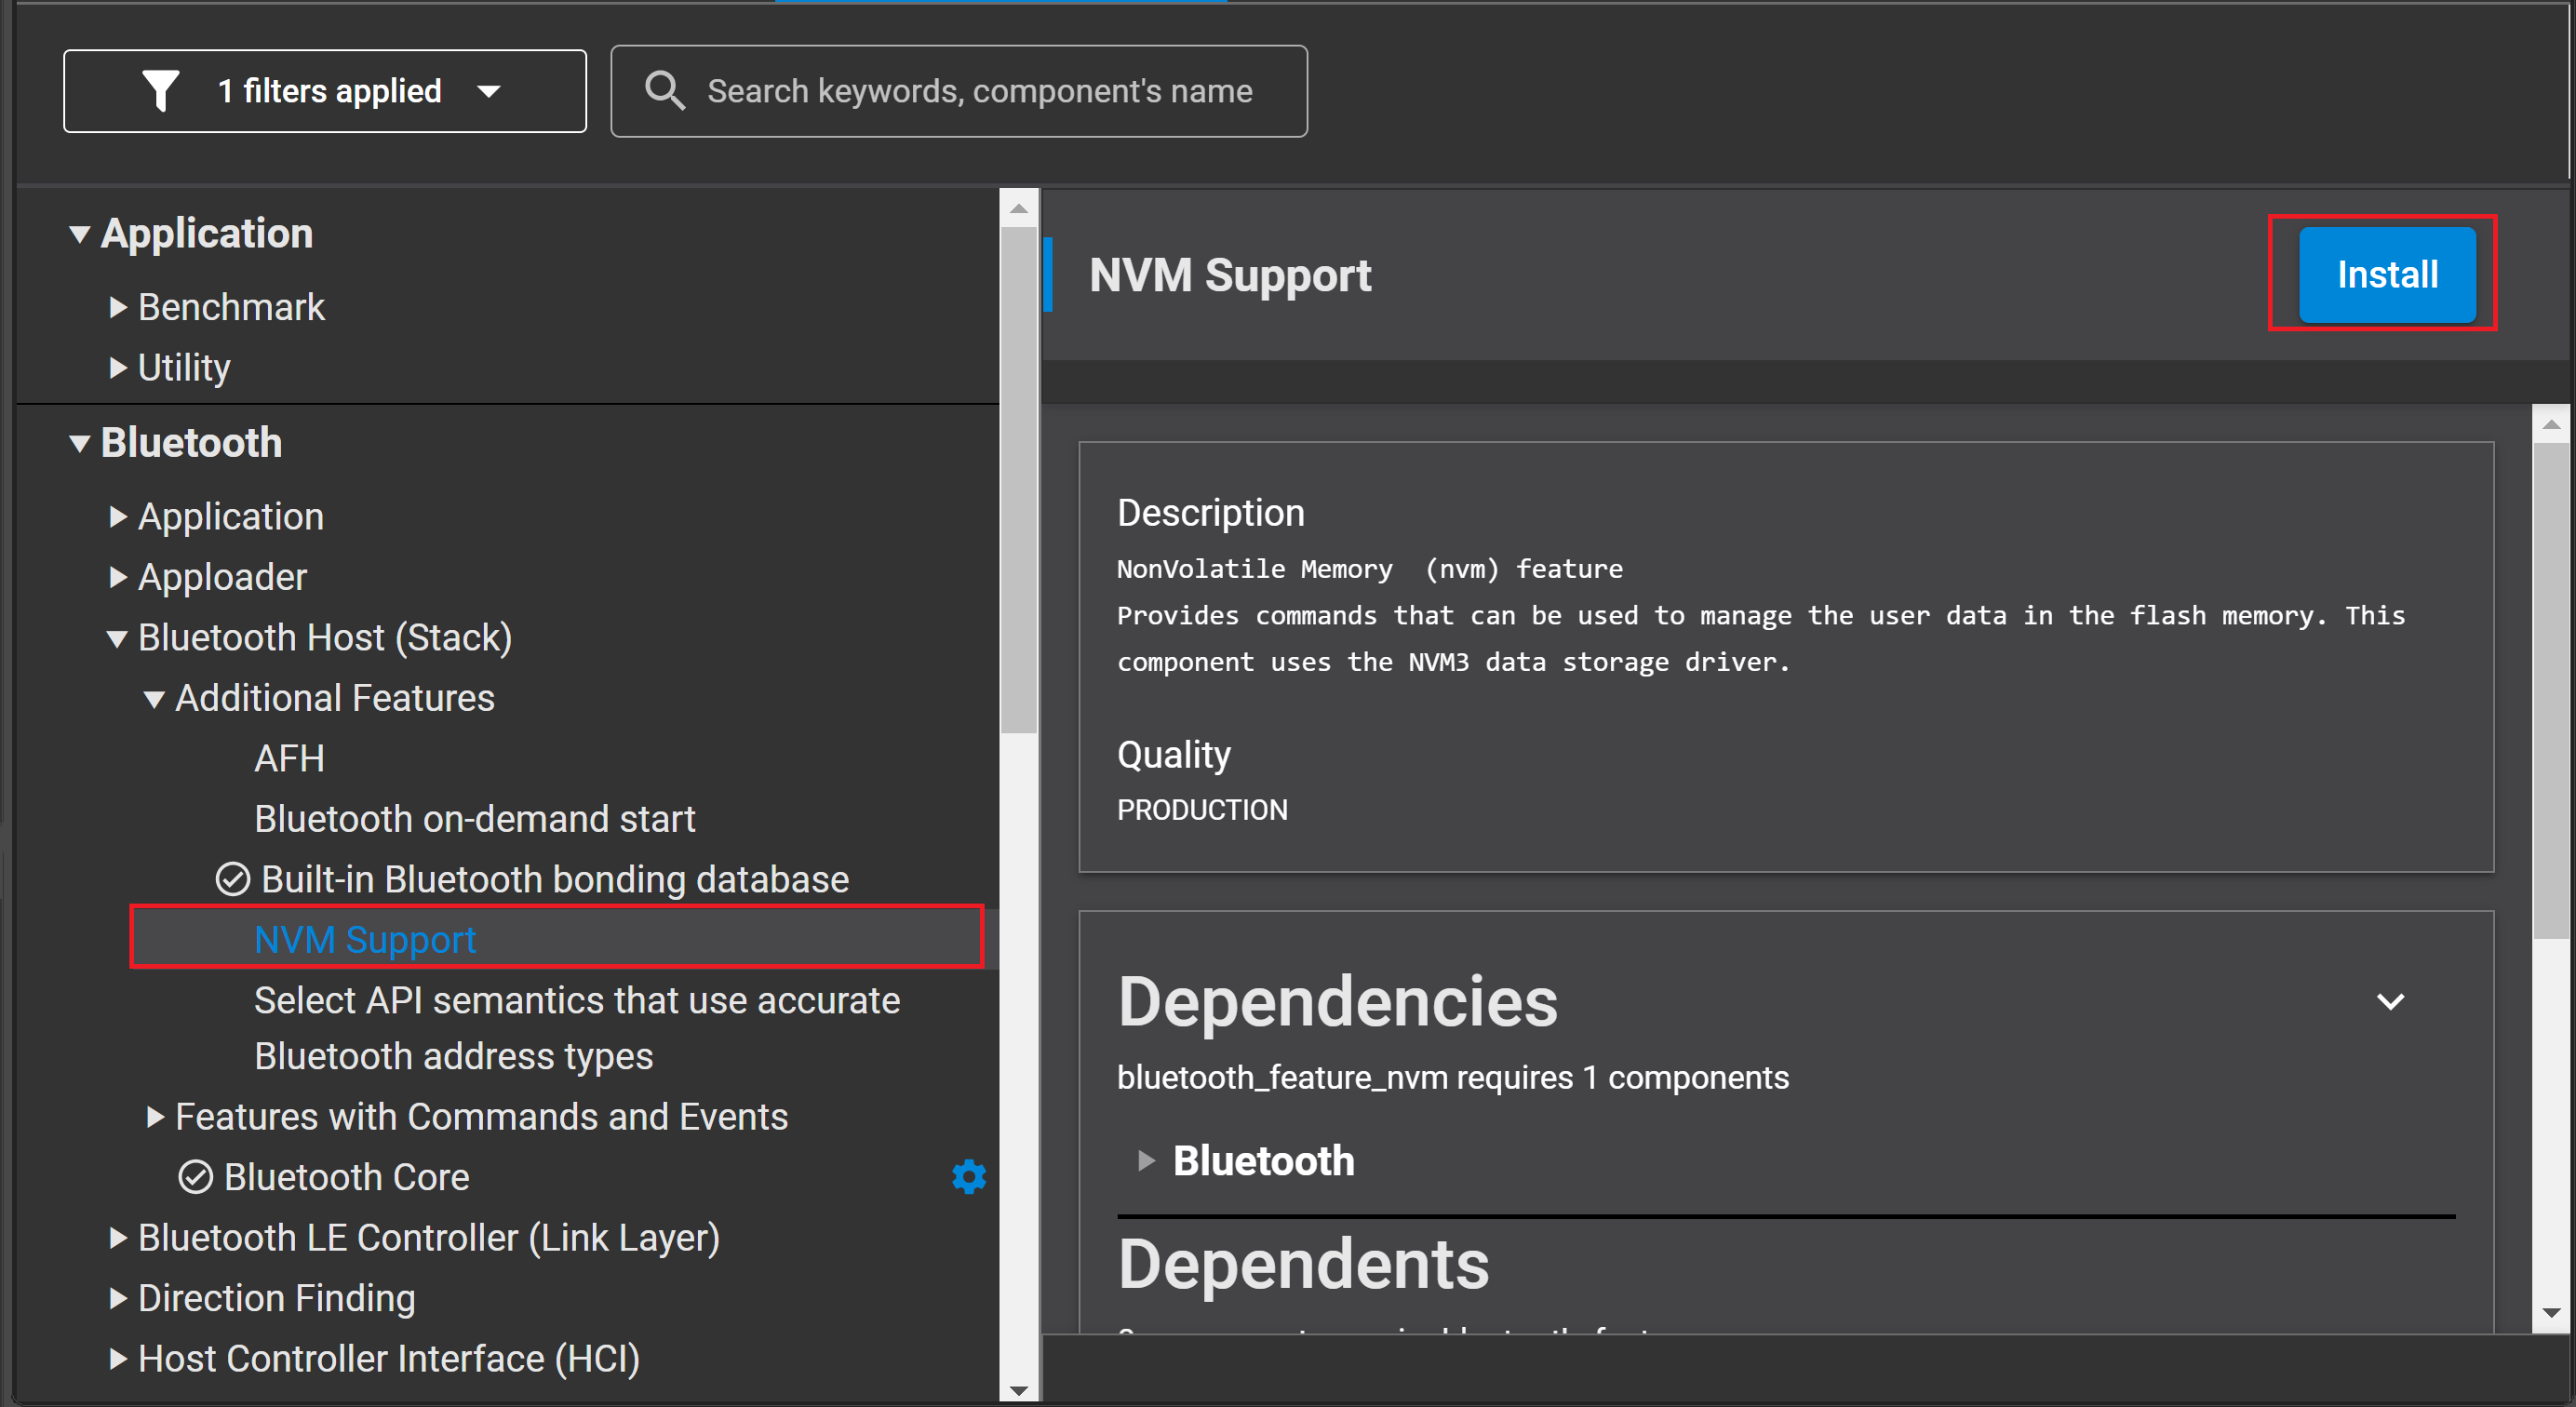 1 filters applied
Search keywords, component's name
Application
Benchmark
Utility
Bluetooth
Application
Apploader
Bluetooth Host (Stack)
Additional Features
AFH
Bluetooth on-demand start
Built-in Bluetooth bonding database
NVM Support
Select API semantics that use accurate
Bluetooth address types
Features with Commands and Events
Bluetooth Core
Bluetooth LE Controller (Link Layer)
Direction Finding
Host Controller Interface (HCI)
NVM Support
Install
Description
NonVolatile Memory  (nvm) feature
Provides commands that can be used to manage the user data in the flash memory. This
component uses the NVM3 data storage driver.
Quality
PRODUCTION
Dependencies
bluetooth_feature_nvm requires 1 components
Bluetooth
Dependents